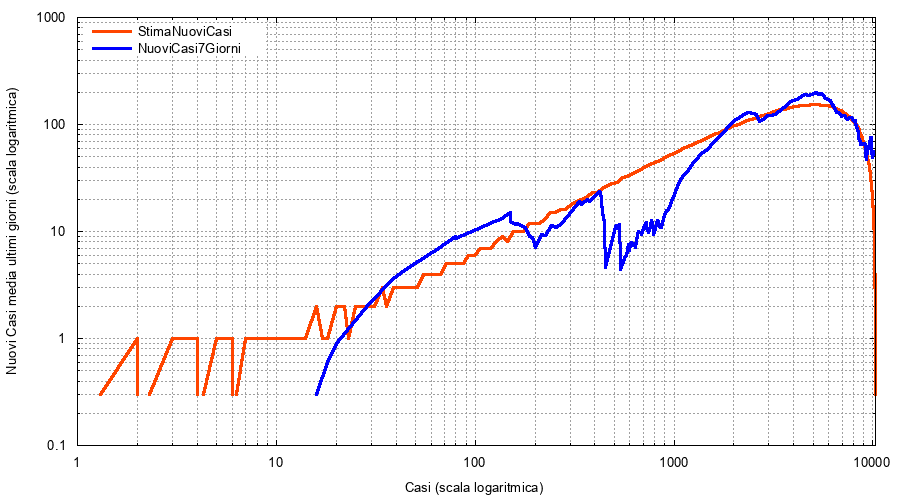 1000
StimaNuoviCasi
NuoviCasi7Giorni
100
10
1
0.1
Nuovi Casi media ultimi giorni (scala logaritmica)
1 10 100 1000 10000
Casi (scala logaritmica)